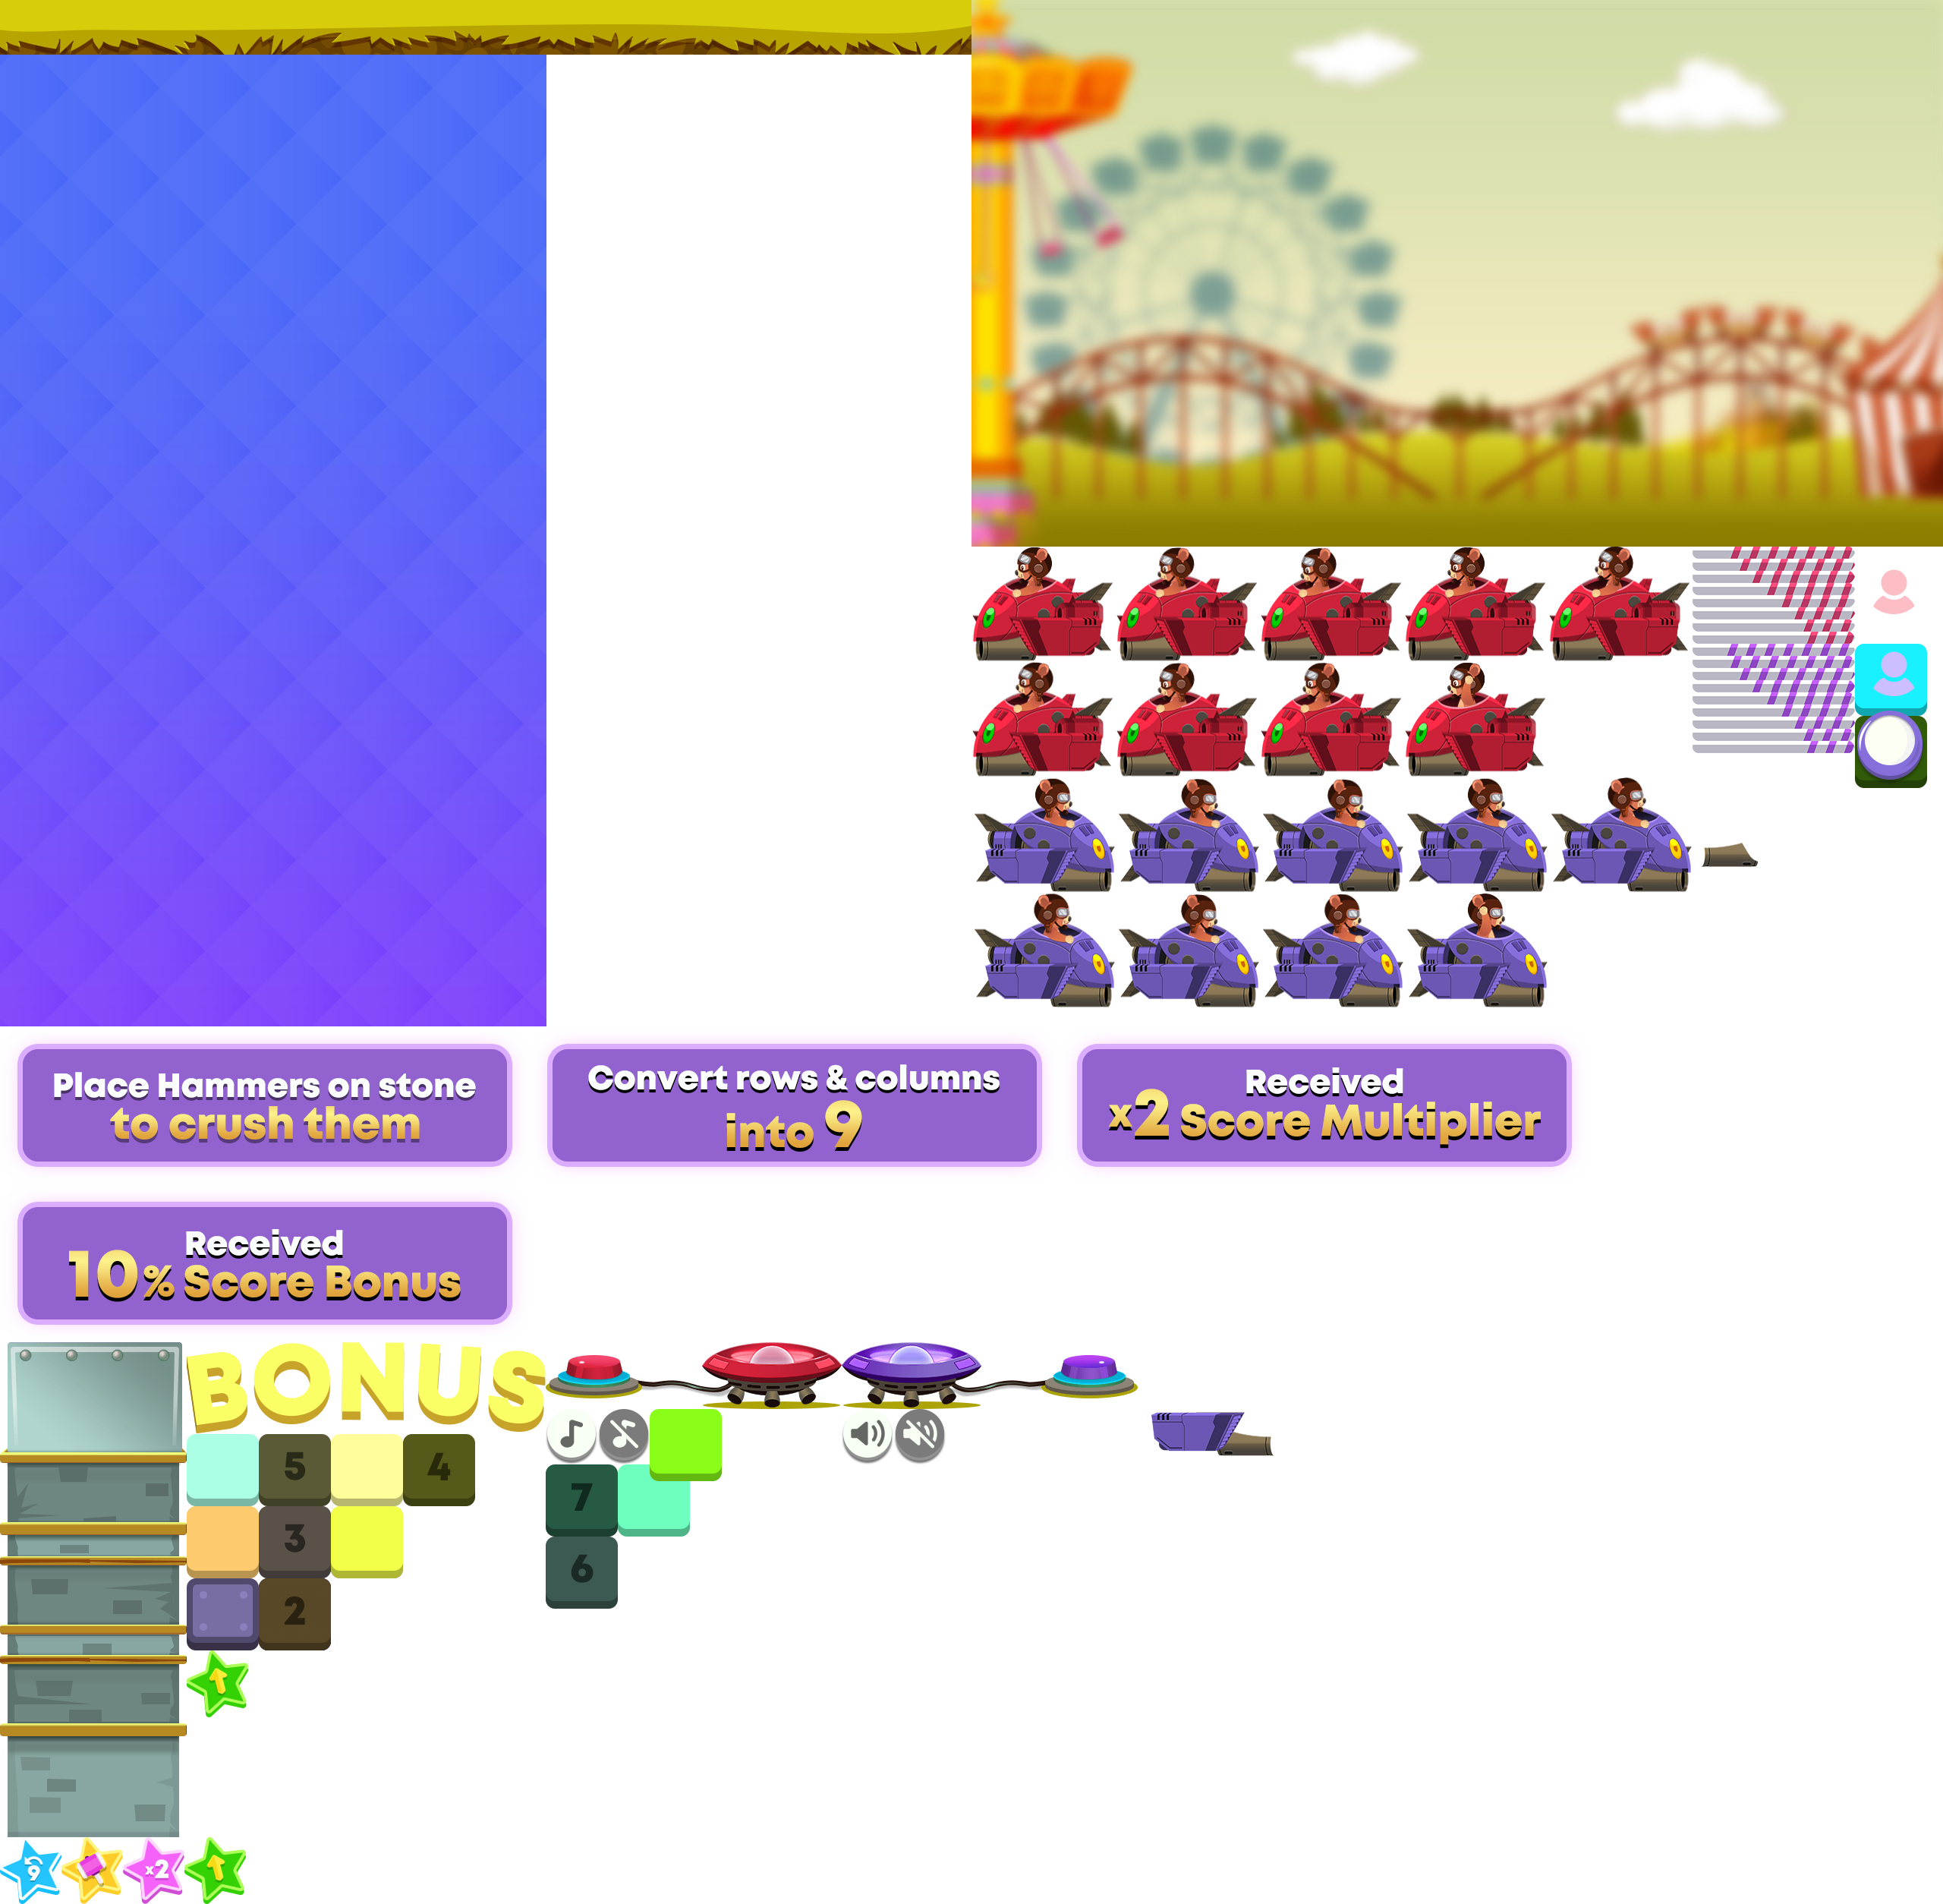 Place Hammers on stone
to crush them
Convert rows & columns
into 9
Received
x2 Score Multiplier
Received
10% Score Bonus
BONUS
5
4
7
3
6
2
9
x2